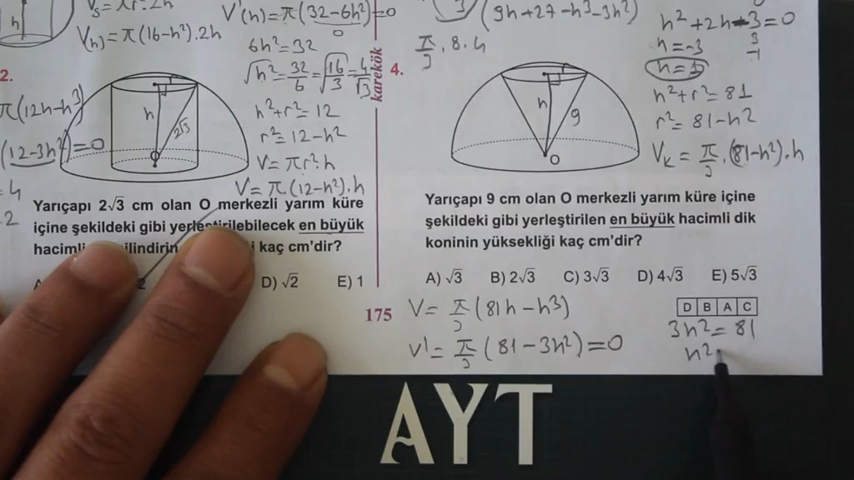 V(h)=π(16-h²).2h
V'(h)=π(32-6h²)=0
6h²=32
√h²=32/6=√16/3=4/√3
h²+r²=12
r²=12-h²
V=πr².h
V=π.(12-h²).h
2.
π(12h-h³)
(12-3h²)=0
h
2√3
O
Yarıçapı 2√3 cm olan O merkezli yarım küre
içine şekildeki gibi yerleştirilebilecek en büyük
kaç cm'dir?
D) √2 E) 1
karekök
175
(9h+27-h³-3h²)
π/3.8.4
h²+2h-3=0
h=-3
h=1
h²+r²=81
r²=81-h²
Vₖ=π/3.(81-h²).h
4.
h
9
O
Yarıçapı 9 cm olan O merkezli yarım küre içine
şekildeki gibi yerleştirilen en büyük hacimli dik
koninin yüksekliği kaç cm'dir?
A) √3 B) 2√3 C) 3√3 D) 4√3 E) 5√3
D B A C
V=π/3(81h-h³)
V'=π/3(81-3h²)=0
3h²=81
h²
AYT